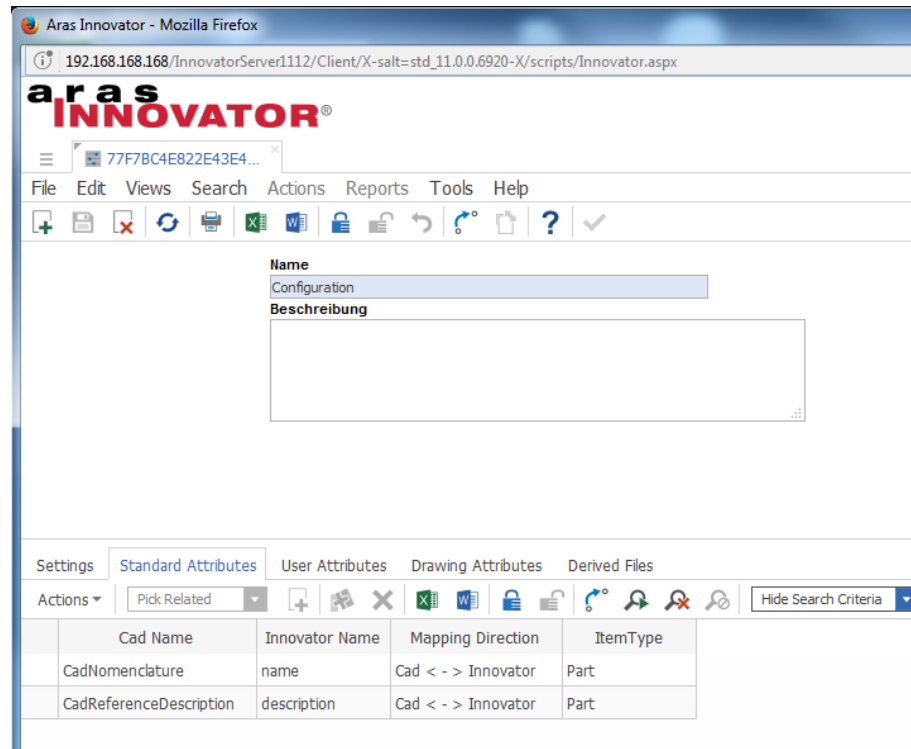 Aras Innovator - Mozilla Firefox
192.168.168.168/InnovatorServer1112/Client/X-salt=std_11.0.0.6920-X/scripts/Innovator.aspx
aras
INNOVATOR®
77F7BC4E822E43E4...
File Edit Views Search Actions Reports Tools Help
Name
Configuration
Beschreibung
Settings Standard Attributes User Attributes Drawing Attributes Derived Files
Actions Pick Related Hide Search Criteria
Cad Name Innovator Name Mapping Direction ItemType
CadNomenclature name Cad < - > Innovator Part
CadReferenceDescription description Cad < - > Innovator Part